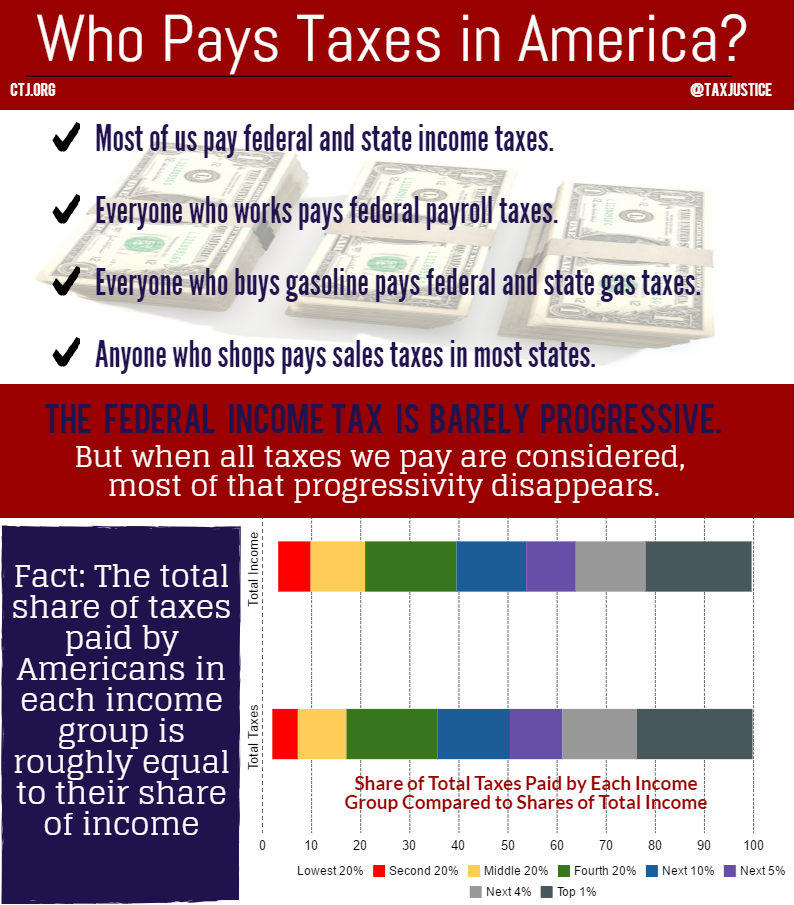 Who Pays Taxes in America?
CTJ.ORG
@TAXJUSTICE
Most of us pay federal and state income taxes.
Everyone who works pays federal payroll taxes.
Everyone who buys gasoline pays federal and state gas taxes.
Anyone who shops pays sales taxes in most states.
THE FEDERAL INCOME TAX IS BARELY PROGRESSIVE.
But when all taxes we pay are considered,
most of that progressivity disappears.
Fact: The total
share of taxes
paid by
Americans in
each income
group is
roughly equal
to their share
of income
Total Income
Total Taxes
Share of Total Taxes Paid by Each Income
Group Compared to Shares of Total Income
0 10 20 30 40 50 60 70 80 90 100
Lowest 20% Second 20% Middle 20% Fourth 20% Next 10% Next 5%
Next 4% Top 1%